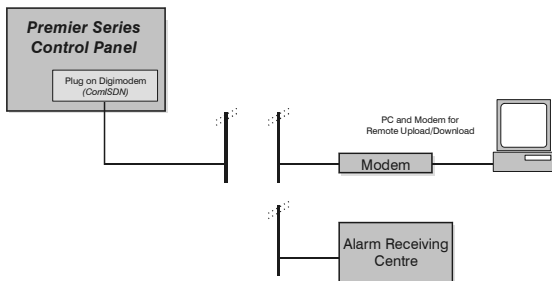 Premier Series
Control Panel
Plug on Digimodem
(ComISDN)
PC and Modem for
Remote Upload/Download
Modem
Alarm Receiving
Centre